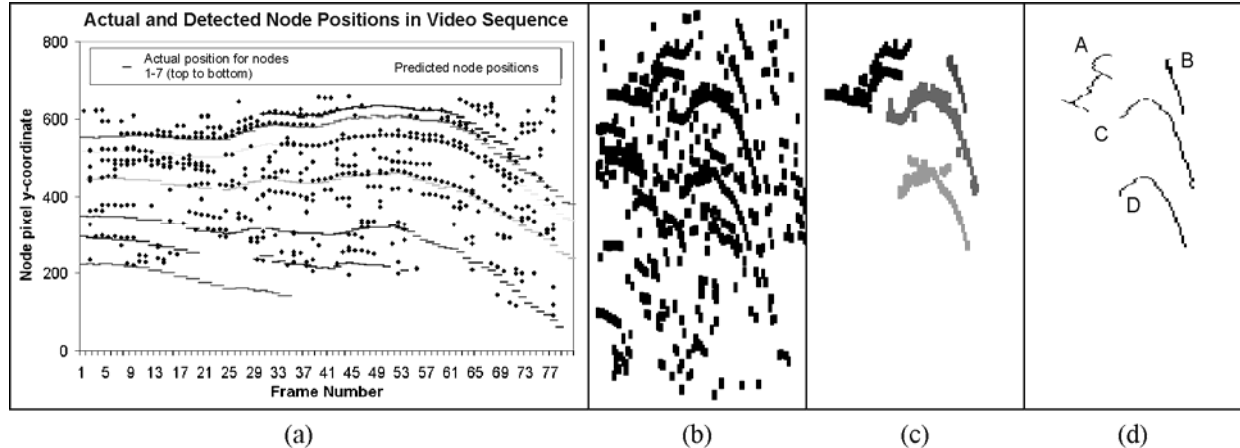 Actual and Detected Node Positions in Video Sequence
Node pixel y-coordinate
800
600
400
200
0
Actual position for nodes
1-7 (top to bottom)
Predicted node positions
1 5 9 13 17 21 25 29 33 37 41 45 49 53 57 61 65 69 73 77
Frame Number
A
B
C
D
(a) (b) (c) (d)